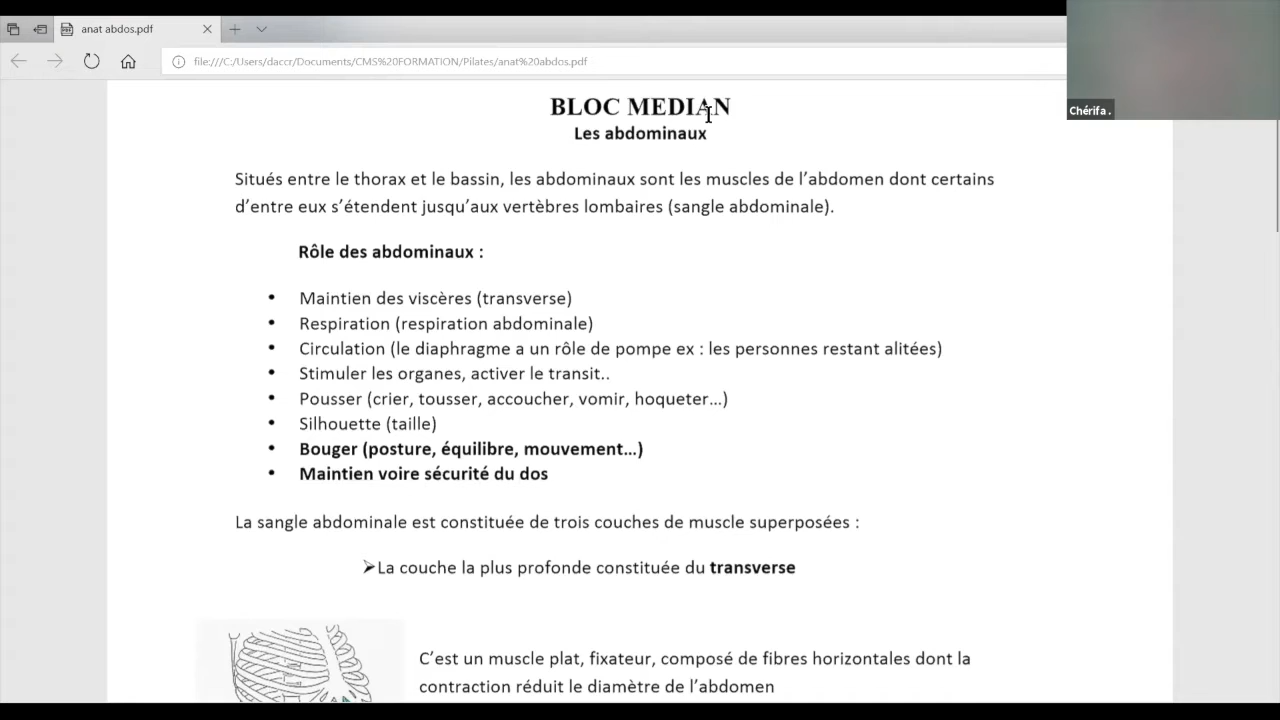 anat abdos.pdf
file:///C:/Users/daccr/Documents/CMS%20FORMATION/Pilates/anat%20abdos.pdf
Chérifa .
BLOC MEDIAN
Les abdominaux
Situés entre le thorax et le bassin, les abdominaux sont les muscles de l’abdomen dont certains
d’entre eux s’étendent jusqu’aux vertèbres lombaires (sangle abdominale).
Rôle des abdominaux :
• Maintien des viscères (transverse)
• Respiration (respiration abdominale)
• Circulation (le diaphragme a un rôle de pompe ex : les personnes restant alitées)
• Stimuler les organes, activer le transit..
• Pousser (crier, tousser, accoucher, vomir, hoqueter…)
• Silhouette (taille)
• Bouger (posture, équilibre, mouvement…)
• Maintien voire sécurité du dos
La sangle abdominale est constituée de trois couches de muscle superposées :
➢La couche la plus profonde constituée du transverse
C’est un muscle plat, fixateur, composé de fibres horizontales dont la
contraction réduit le diamètre de l’abdomen